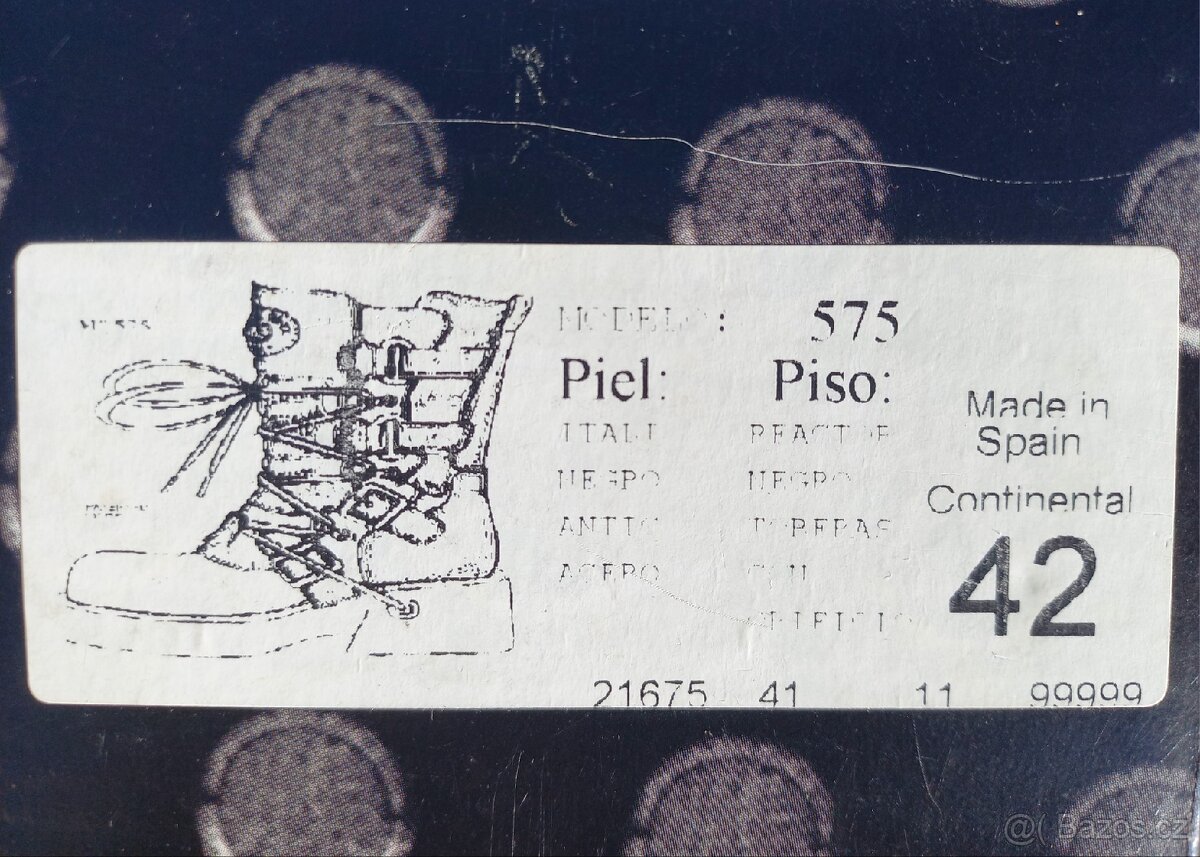 MODELO: 575
Piel: Piso:
ITALI REACTOR
NEGRO NEGRO
ACERO
Made in
Spain
Continental
42
21675 41 11 99999
@( Bazos.cz